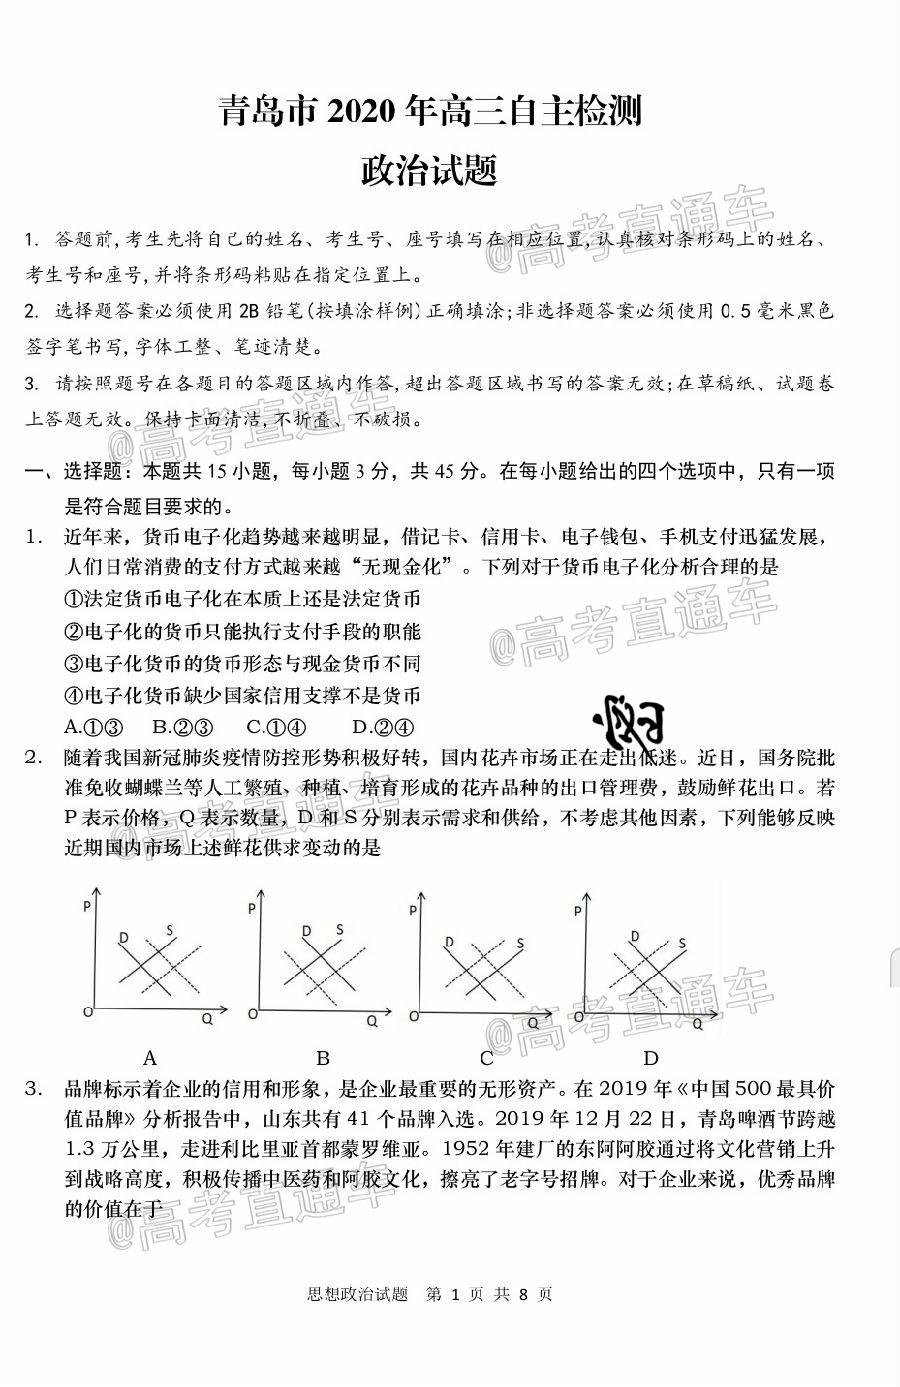 青岛市 2020 年高三自主检测
政治试题
1. 答题前,考生先将自己的姓名、考生号、座号填写在相应位置,认真核对条形码上的姓名、
考生号和座号,并将条形码粘贴在指定位置上。
2. 选择题答案必须使用 2B 铅笔(按填涂样例)正确填涂;非选择题答案必须使用 0.5 毫米黑色
签字笔书写,字体工整、笔迹清楚。
3. 请按照题号在各题目的答题区域内作答,超出答题区域书写的答案无效;在草稿纸、试题卷
上答题无效。保持卡面清洁,不折叠、不破损。
@高考直通车
@高考直通车
一、选择题：本题共 15 小题，每小题 3 分，共 45 分。在每小题给出的四个选项中，只有一项
是符合题目要求的。
1. 近年来，货币电子化趋势越来越明显，借记卡、信用卡、电子钱包、手机支付迅猛发展，
人们日常消费的支付方式越来越“无现金化”。下列对于货币电子化分析合理的是
①法定货币电子化在本质上还是法定货币
②电子化的货币只能执行支付手段的职能
③电子化货币的货币形态与现金货币不同
④电子化货币缺少国家信用支撑不是货币
A.①③ B.②③ C.①④ D.②④
@高考直通车
2. 随着我国新冠肺炎疫情防控形势积极好转，国内花卉市场正在走出低迷。近日，国务院批
准免收蝴蝶兰等人工繁殖、种植、培育形成的花卉品种的出口管理费，鼓励鲜花出口。若
P 表示价格，Q 表示数量，D 和 S 分别表示需求和供给，不考虑其他因素，下列能够反映
近期国内市场上述鲜花供求变动的是
@高考直通车
P D S O Q
P D S O Q
P D S O Q
P D S O Q
A B C D
@高考直通车
3. 品牌标示着企业的信用和形象，是企业最重要的无形资产。在 2019 年《中国 500 最具价
值品牌》分析报告中，山东共有 41 个品牌入选。2019 年 12 月 22 日，青岛啤酒节跨越
1.3 万公里，走进利比里亚首都蒙罗维亚。1952 年建厂的东阿阿胶通过将文化营销上升
到战略高度，积极传播中医药和阿胶文化，擦亮了老字号招牌。对于企业来说，优秀品牌
的价值在于
@高考直通车
思想政治试题 第 1 页 共 8 页